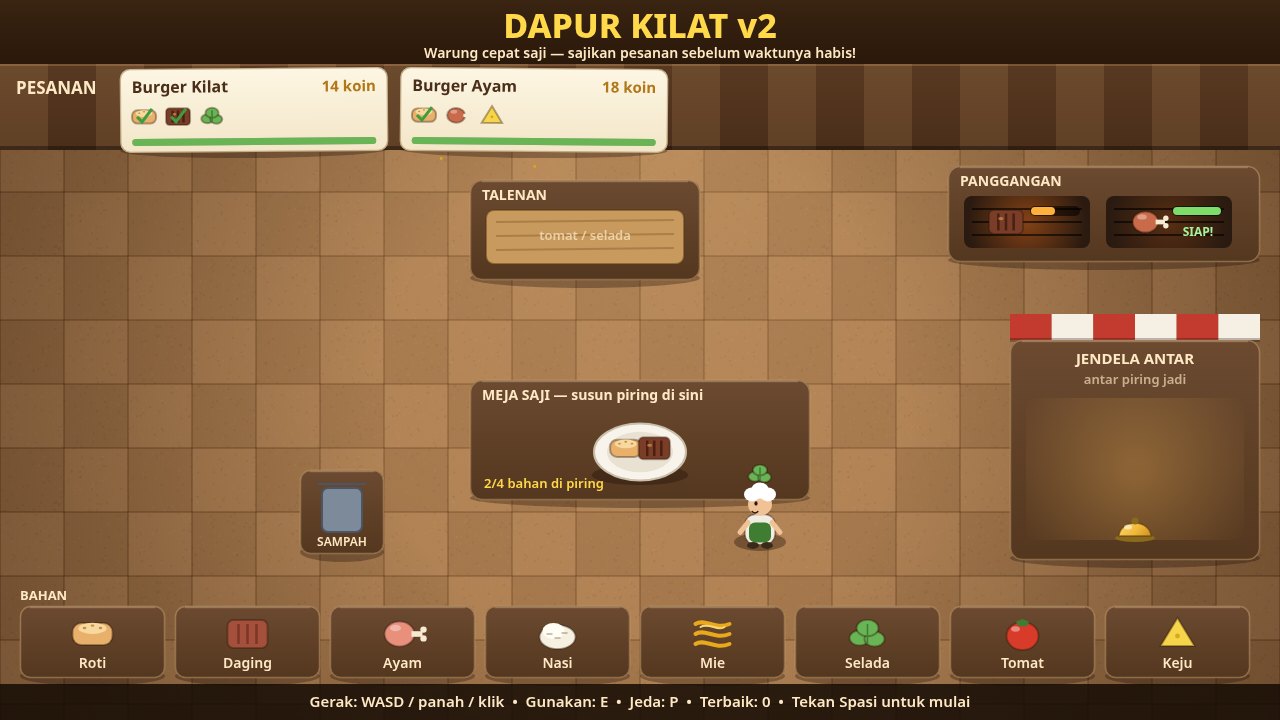 DAPUR KILAT v2
Warung cepat saji — sajikan pesanan sebelum waktunya habis!
PESANAN
Burger Kilat
14 koin
Burger Ayam
18 koin
TALENAN
tomat / selada
PANGGANGAN
SIAP!
JENDELA ANTAR
antar piring jadi
MEJA SAJI — susun piring di sini
2/4 bahan di piring
SAMPAH
BAHAN
Roti
Daging
Ayam
Nasi
Mie
Selada
Tomat
Keju
Gerak: WASD / panah / klik • Gunakan: E • Jeda: P • Terbaik: 0 • Tekan Spasi untuk mulai